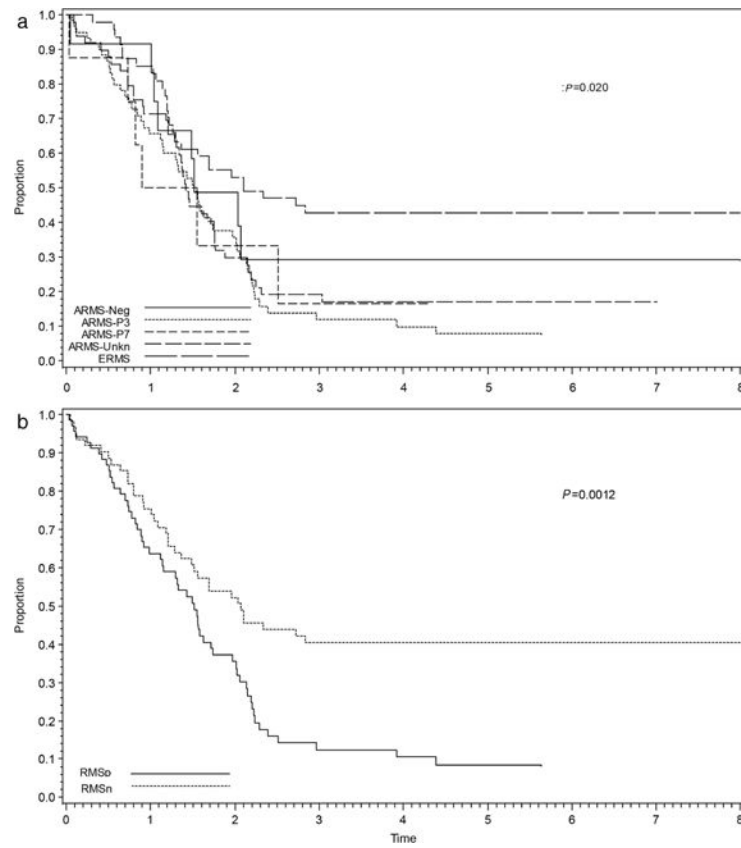 a
1.0
0.9
0.8
0.7
0.6
0.5
0.4
0.3
0.2
0.1
0.0
Proportion
:P=0.020
ARMS-Neg
ARMS-P3
ARMS-P7
ARMS-Unkn
ERMS
0 1 2 3 4 5 6 7 8
b
1.0
0.9
0.8
0.7
0.6
0.5
0.4
0.3
0.2
0.1
0.0
Proportion
P=0.0012
RMSp
RMSn
0 1 2 3 4 5 6 7 8
Time